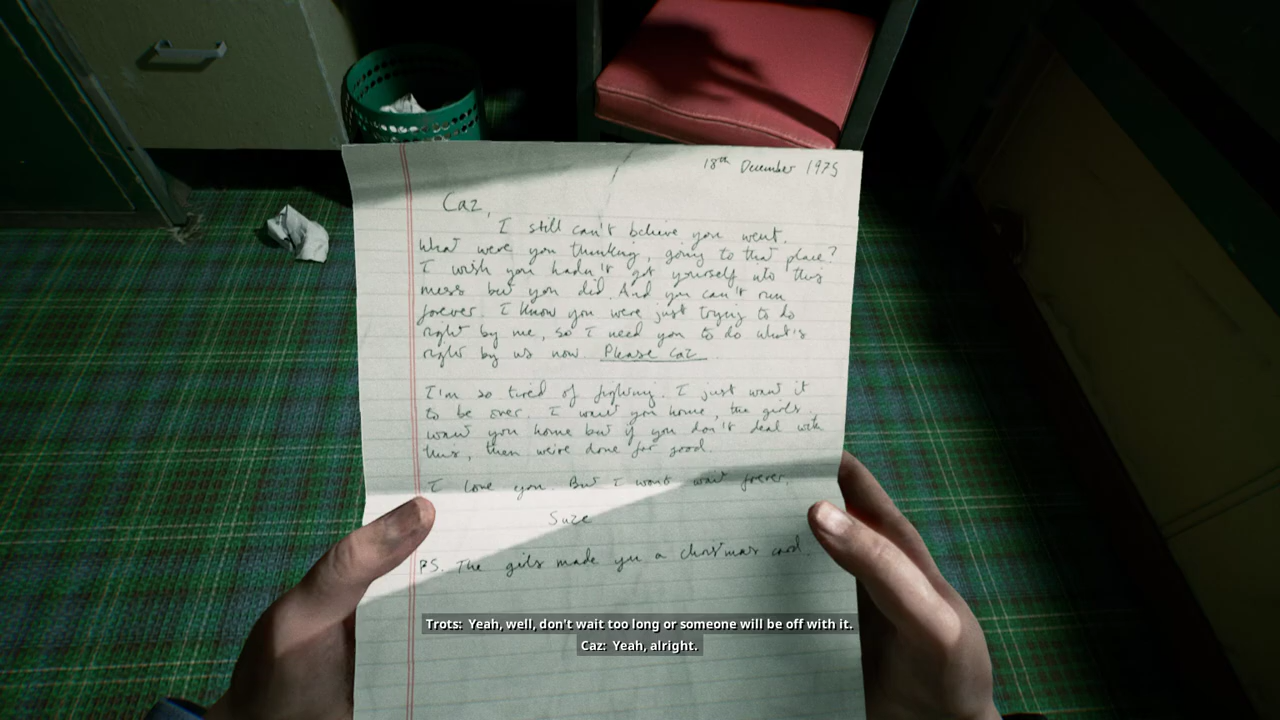 18th December 1975
Caz,
I still can't believe you went.
What were you thinking, going to that place?
I wish you hadn't got yourself into this
mess but you did. And you can't run
forever. I know you were just trying to do
right by me, so I need you to do what's
right by us now. Please Caz.
I'm so tired of fighting. I just want it
to be over. I want you home, the girls
want you home but if you don't deal with
this, then we're done for good.
I love you. But I won't wait forever.
Suze
P.S. The girls made you a christmas card.
Trots: Yeah, well, don't wait too long or someone will be off with it.
Caz: Yeah, alright.